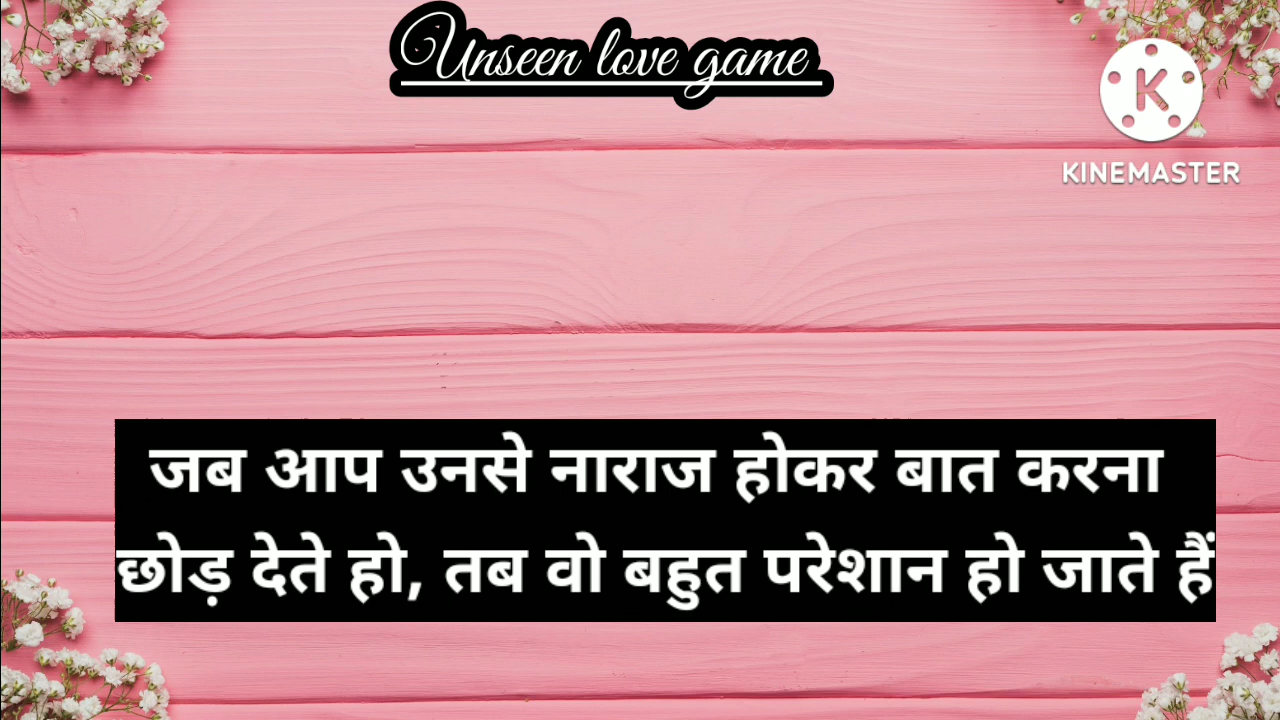 Unseen love game
K
KINEMASTER
जब आप उनसे नाराज होकर बात करना
छोड़ देते हो, तब वो बहुत परेशान हो जाते हैं